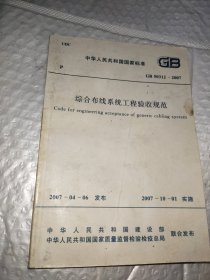 UDC
中华人民共和国国家标准 GB
P
GB 50312-2007
综合布线系统工程验收规范
Code for engineering acceptance of generic cabling system
2007-04-06 发布 2007-10-01 实施
中华人民共和国建设部
中华人民共和国国家质量监督检验检疫总局 联合发布